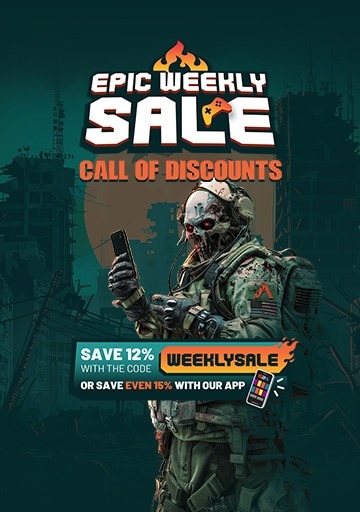 EPIC WEEKLY
SALE
CALL OF DISCOUNTS
SAVE 12%
WITH THE CODE
WEEKLYSALE
OR SAVE EVEN 15% WITH OUR APP